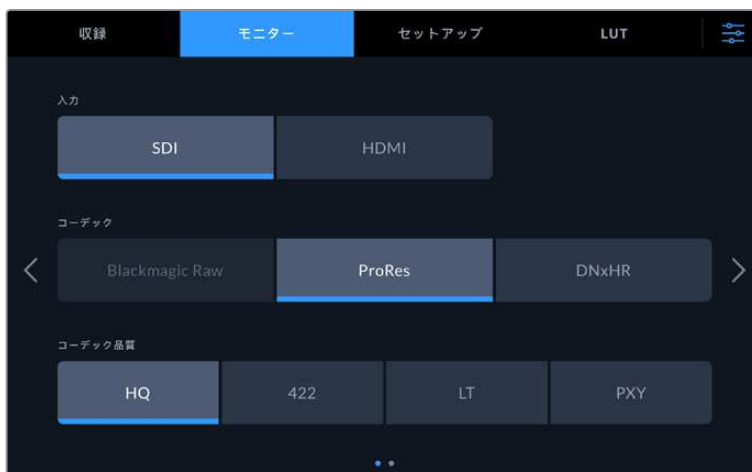 収録 モニター セットアップ LUT
入力
SDI HDMI
コーデック
Blackmagic Raw ProRes DNxHR
コーデック品質
HQ 422 LT PXY